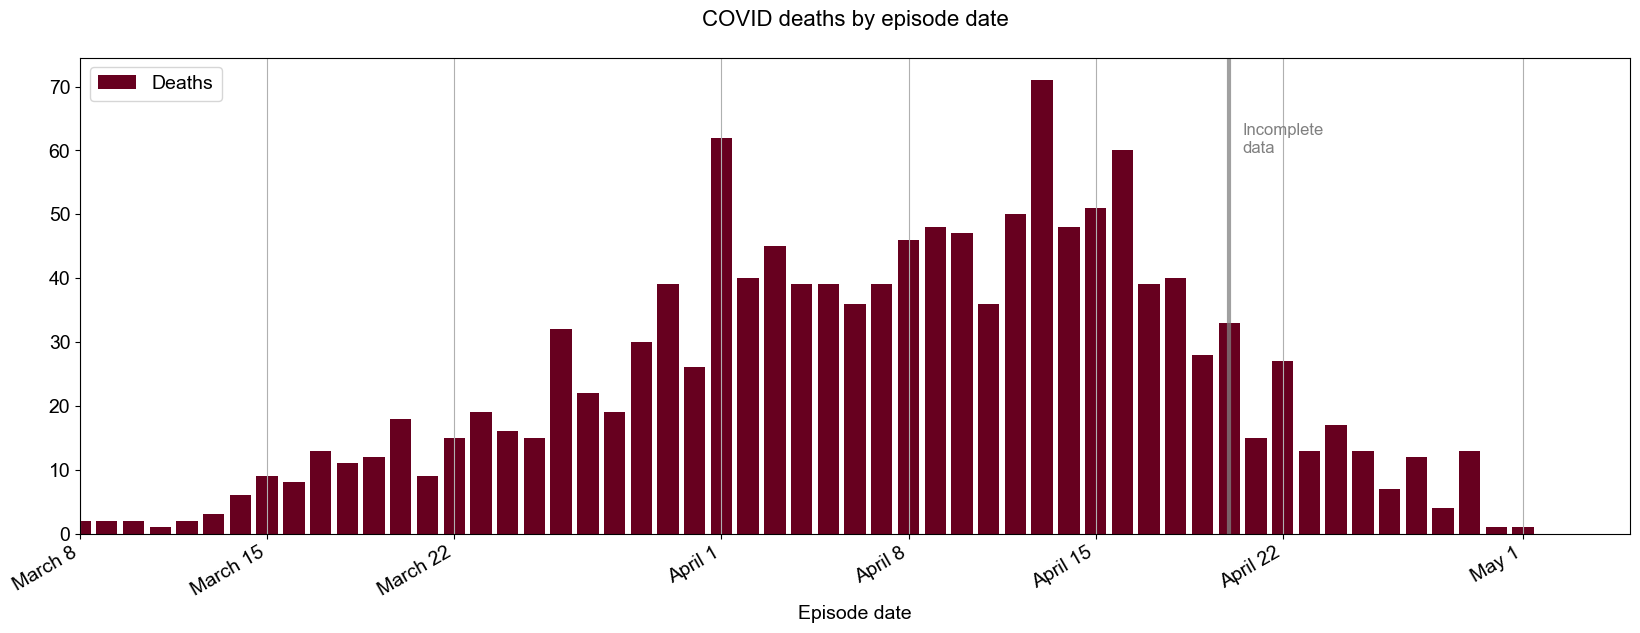 COVID deaths by episode date
Deaths
70
60
50
40
30
20
10
0
Incomplete
data
March 8
March 15
March 22
April 1
April 8
April 15
April 22
May 1
Episode date